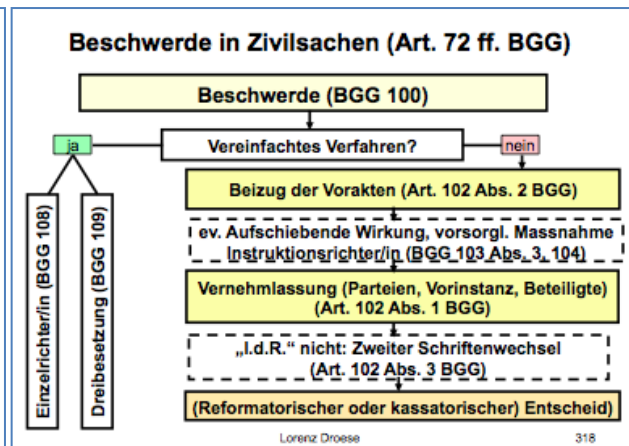 Beschwerde in Zivilsachen (Art. 72 ff. BGG)
Beschwerde (BGG 100)
ja
Vereinfachtes Verfahren?
nein
Einzelrichter/in (BGG 108)
Dreibesetzung (BGG 109)
Beizug der Vorakten (Art. 102 Abs. 2 BGG)
ev. Aufschiebende Wirkung, vorsorgl. Massnahme
Instruktionsrichter/in (BGG 103 Abs. 3, 104)
Vernehmlassung (Parteien, Vorinstanz, Beteiligte)
(Art. 102 Abs. 1 BGG)
„I.d.R.“ nicht: Zweiter Schriftenwechsel
(Art. 102 Abs. 3 BGG)
(Reformatorischer oder kassatorischer) Entscheid)
Lorenz Droese
318